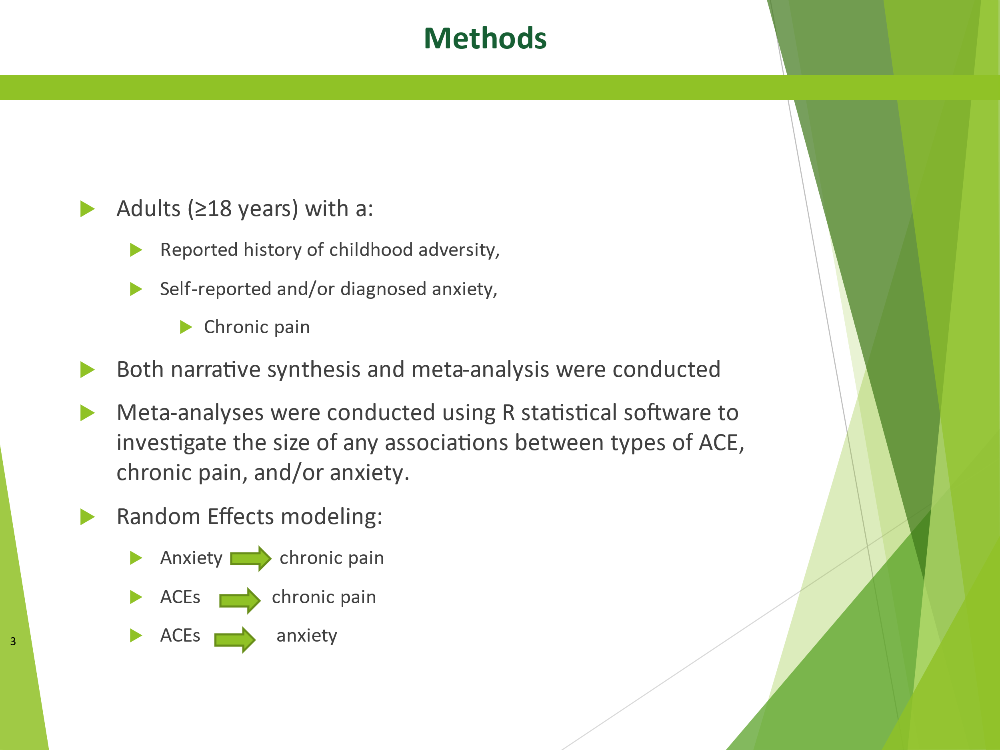 Methods
Adults (≥18 years) with a:
Reported history of childhood adversity,
Self-reported and/or diagnosed anxiety,
Chronic pain
Both narrative synthesis and meta-analysis were conducted
Meta-analyses were conducted using R statistical software to
investigate the size of any associations between types of ACE,
chronic pain, and/or anxiety.
Random Effects modeling:
Anxiety chronic pain
ACEs chronic pain
ACEs anxiety
3